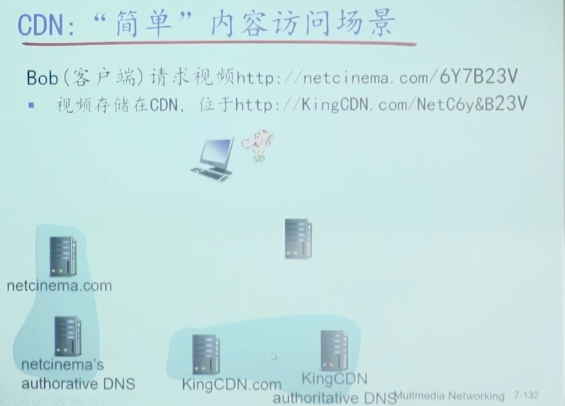 CDN: “简单” 内容访问场景
Bob(客户端)请求视频http://netcinema.com/6Y7B23V
▪ 视频存储在CDN, 位于http://KingCDN.com/NetC6y&B23V
netcinema.com
netcinema's
authorative DNS
KingCDN.com
KingCDN
authoritative DNS
Multmedia Networking 7-132